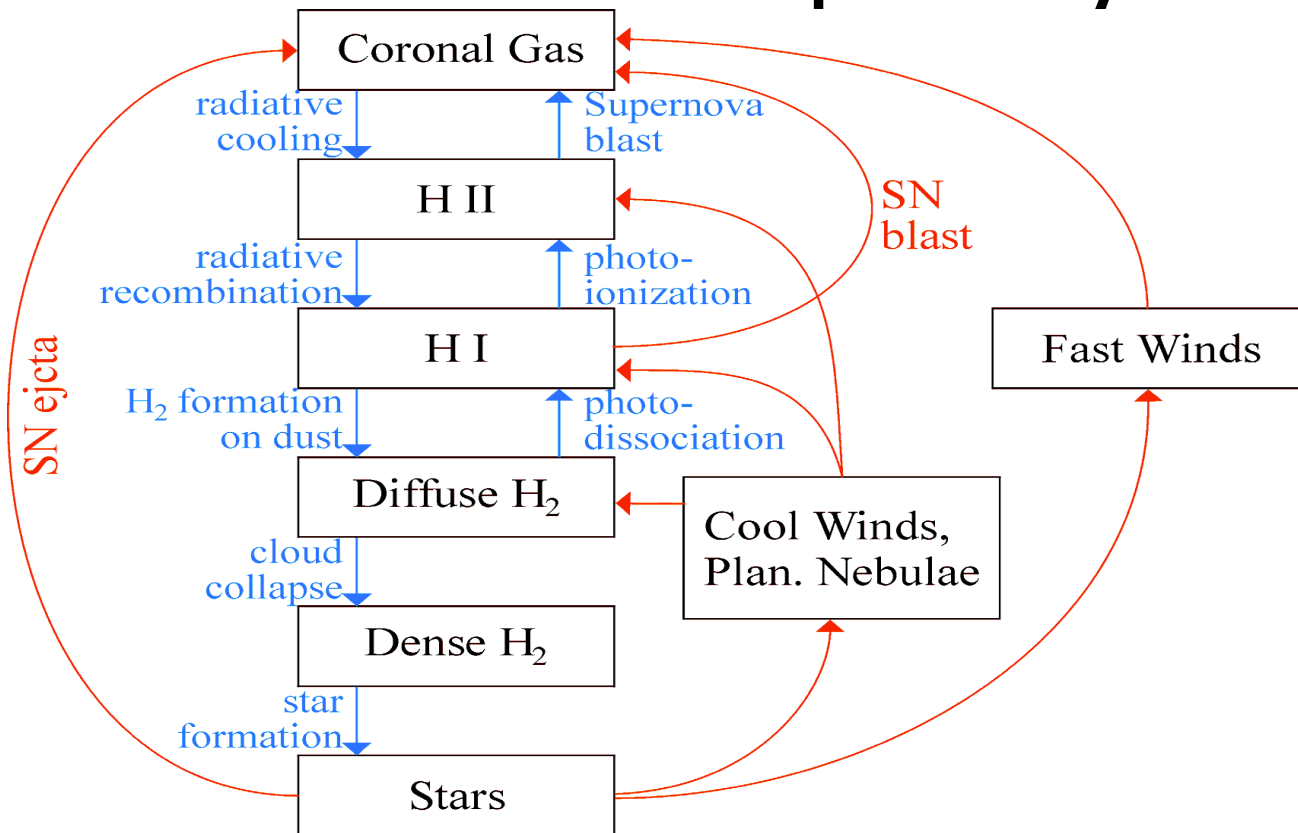 Coronal Gas
radiative
cooling
Supernova
blast
H II
SN
blast
radiative
recombination
photo-
ionization
H I
Fast Winds
SN ejcta
H₂ formation
on dust
photo-
dissociation
Diffuse H₂
Cool Winds,
Plan. Nebulae
cloud
collapse
Dense H₂
star
formation
Stars